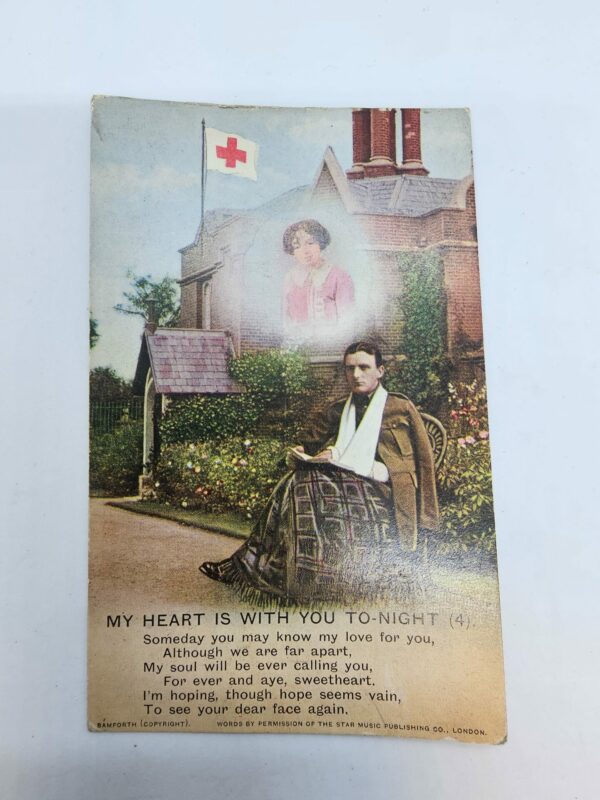 MY HEART IS WITH YOU TO-NIGHT (4).
Someday you may know my love for you,
Although we are far apart,
My soul will be ever calling you,
For ever and aye, sweetheart.
I'm hoping, though hope seems vain,
To see your dear face again.
BAMFORTH (COPYRIGHT). WORDS BY PERMISSION OF THE STAR MUSIC PUBLISHING CO., LONDON.